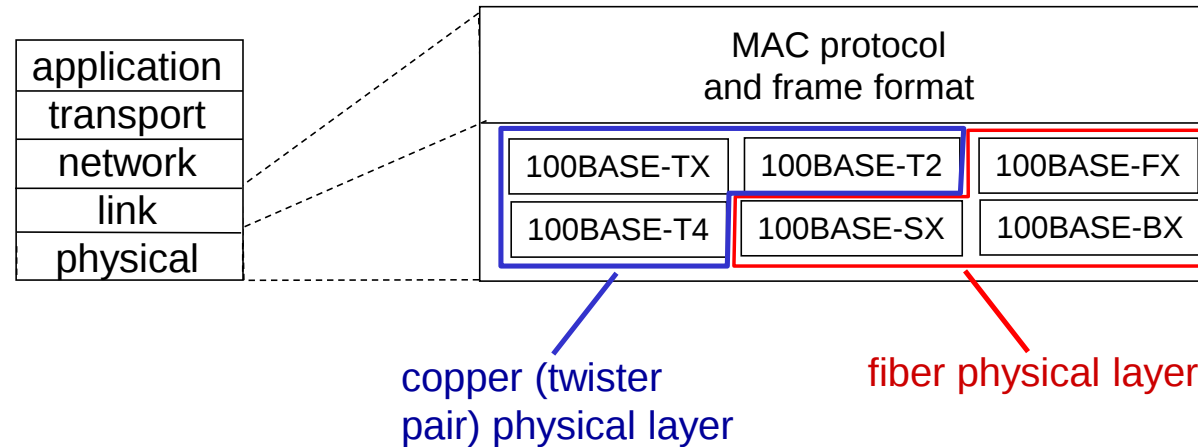 application
transport
network
link
physical
MAC protocol
and frame format
100BASE-TX
100BASE-T2
100BASE-FX
100BASE-T4
100BASE-SX
100BASE-BX
copper (twister
pair) physical layer
fiber physical layer